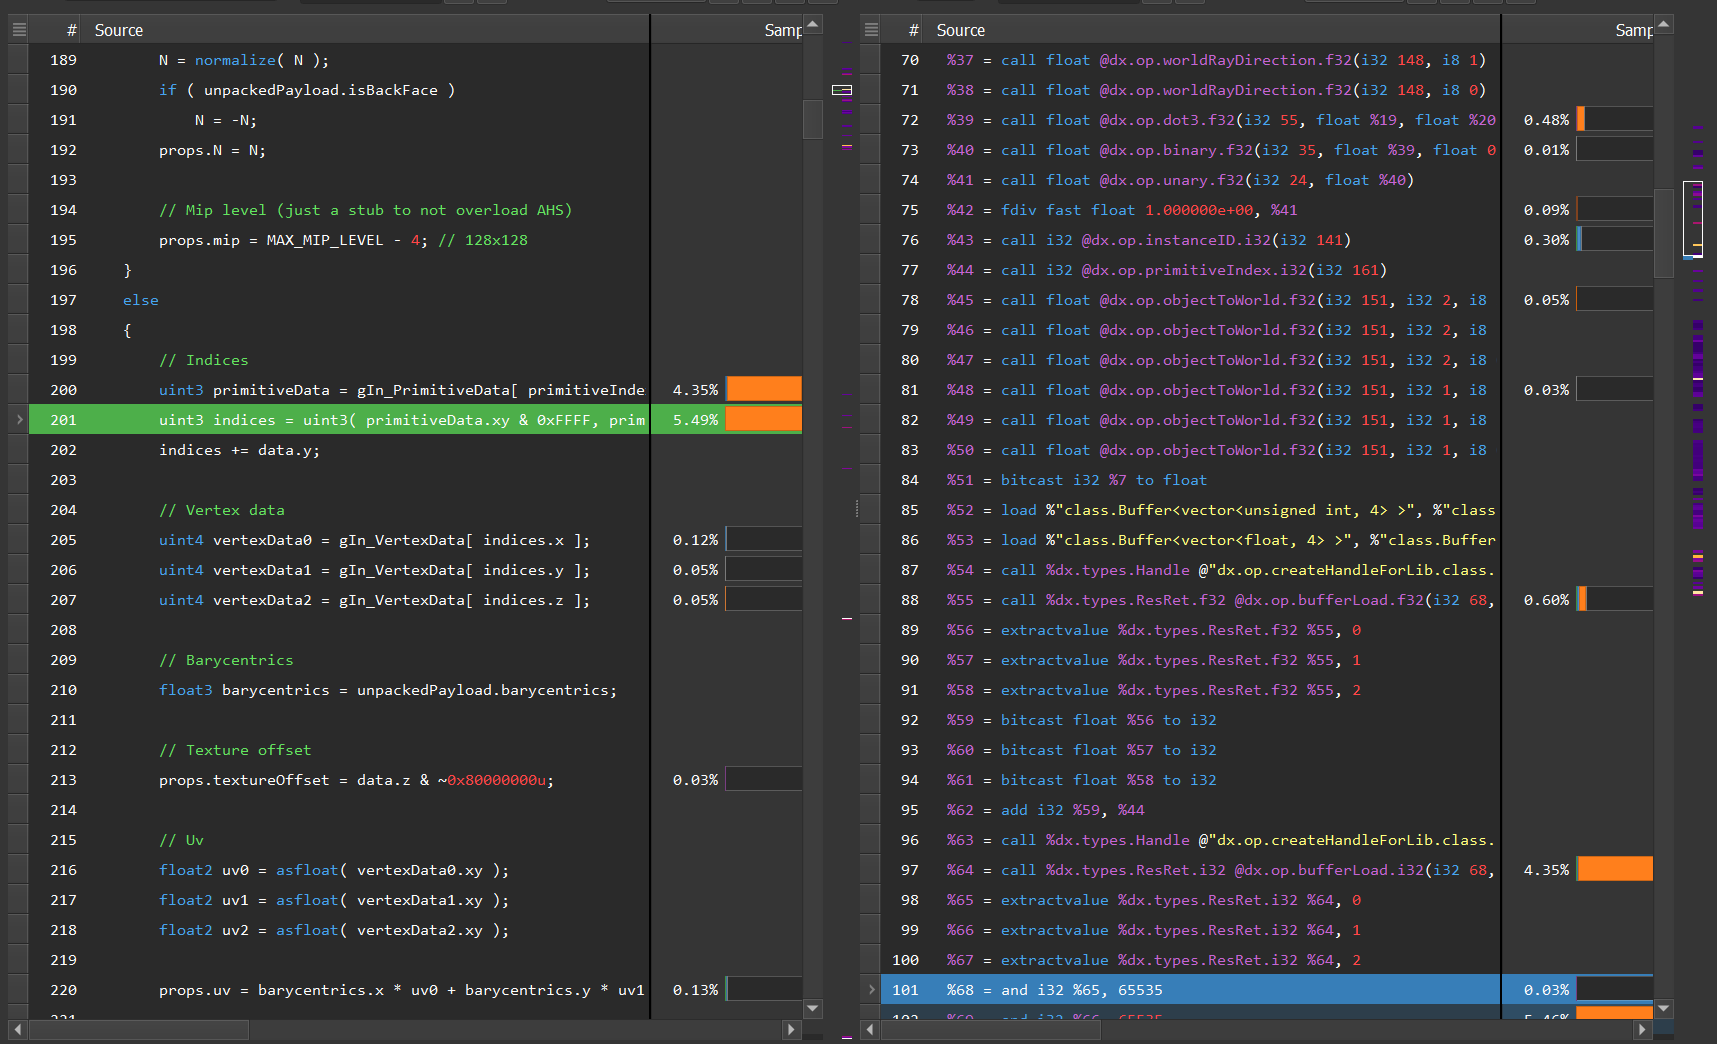 # Source Samp
189 N = normalize( N );
190 if ( unpackedPayload.isBackFace )
191 N = -N;
192 props.N = N;
193
194 // Mip level (just a stub to not overload AHS)
195 props.mip = MAX_MIP_LEVEL - 4; // 128x128
196 }
197 else
198 {
199 // Indices
200 uint3 primitiveData = gIn_PrimitiveData[ primitiveInde 4.35%
201 uint3 indices = uint3( primitiveData.xy & 0xFFFF, prim 5.49%
202 indices += data.y;
203
204 // Vertex data
205 uint4 vertexData0 = gIn_VertexData[ indices.x ]; 0.12%
206 uint4 vertexData1 = gIn_VertexData[ indices.y ]; 0.05%
207 uint4 vertexData2 = gIn_VertexData[ indices.z ]; 0.05%
208
209 // Barycentrics
210 float3 barycentrics = unpackedPayload.barycentrics;
211
212 // Texture offset
213 props.textureOffset = data.z & ~0x80000000u; 0.03%
214
215 // Uv
216 float2 uv0 = asfloat( vertexData0.xy );
217 float2 uv1 = asfloat( vertexData1.xy );
218 float2 uv2 = asfloat( vertexData2.xy );
219
220 props.uv = barycentrics.x * uv0 + barycentrics.y * uv1 0.13%
# Source Samp
70 %37 = call float @dx.op.worldRayDirection.f32(i32 148, i8 1)
71 %38 = call float @dx.op.worldRayDirection.f32(i32 148, i8 0)
72 %39 = call float @dx.op.dot3.f32(i32 55, float %19, float %20 0.48%
73 %40 = call float @dx.op.binary.f32(i32 35, float %39, float 0 0.01%
74 %41 = call float @dx.op.unary.f32(i32 24, float %40)
75 %42 = fdiv fast float 1.000000e+00, %41 0.09%
76 %43 = call i32 @dx.op.instanceID.i32(i32 141) 0.30%
77 %44 = call i32 @dx.op.primitiveIndex.i32(i32 161)
78 %45 = call float @dx.op.objectToWorld.f32(i32 151, i32 2, i8 0.05%
79 %46 = call float @dx.op.objectToWorld.f32(i32 151, i32 2, i8
80 %47 = call float @dx.op.objectToWorld.f32(i32 151, i32 2, i8
81 %48 = call float @dx.op.objectToWorld.f32(i32 151, i32 1, i8 0.03%
82 %49 = call float @dx.op.objectToWorld.f32(i32 151, i32 1, i8
83 %50 = call float @dx.op.objectToWorld.f32(i32 151, i32 1, i8
84 %51 = bitcast i32 %7 to float
85 %52 = load %"class.Buffer<vector<unsigned int, 4> >", %"class
86 %53 = load %"class.Buffer<vector<float, 4> >", %"class.Buffer
87 %54 = call %dx.types.Handle @"dx.op.createHandleForLib.class.
88 %55 = call %dx.types.ResRet.f32 @dx.op.bufferLoad.f32(i32 68, 0.60%
89 %56 = extractvalue %dx.types.ResRet.f32 %55, 0
90 %57 = extractvalue %dx.types.ResRet.f32 %55, 1
91 %58 = extractvalue %dx.types.ResRet.f32 %55, 2
92 %59 = bitcast float %56 to i32
93 %60 = bitcast float %57 to i32
94 %61 = bitcast float %58 to i32
95 %62 = add i32 %59, %44
96 %63 = call %dx.types.Handle @"dx.op.createHandleForLib.class.
97 %64 = call %dx.types.ResRet.i32 @dx.op.bufferLoad.i32(i32 68, 4.35%
98 %65 = extractvalue %dx.types.ResRet.i32 %64, 0
99 %66 = extractvalue %dx.types.ResRet.i32 %64, 1
100 %67 = extractvalue %dx.types.ResRet.i32 %64, 2
101 %68 = and i32 %65, 65535 0.03%
102 %69 = and i32 %66, 65535 5.46%